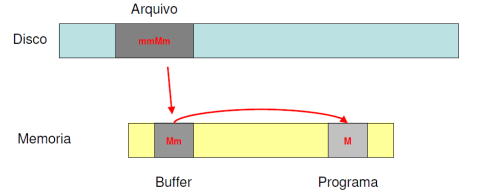 Arquivo
Disco
mmMm
Memoria
Mm
M
Buffer
Programa